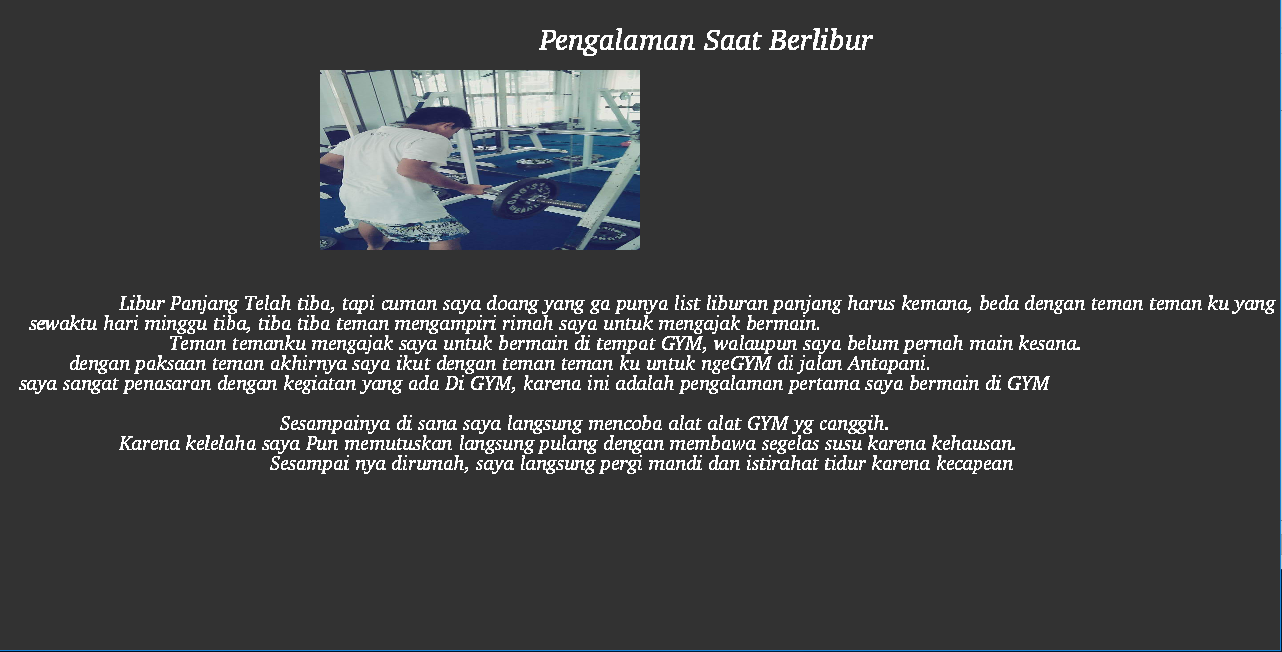 Pengalaman Saat Berlibur
Libur Panjang Telah tiba, tapi cuman saya doang yang ga punya list liburan panjang harus kemana, beda dengan teman teman ku yang
sewaktu hari minggu tiba, tiba tiba teman mengampiri rimah saya untuk mengajak bermain.
Teman temanku mengajak saya untuk bermain di tempat GYM, walaupun saya belum pernah main kesana.
dengan paksaan teman akhirnya saya ikut dengan teman teman ku untuk ngeGYM di jalan Antapani.
saya sangat penasaran dengan kegiatan yang ada Di GYM, karena ini adalah pengalaman pertama saya bermain di GYM
Sesampainya di sana saya langsung mencoba alat alat GYM yg canggih.
Karena kelelaha saya Pun memutuskan langsung pulang dengan membawa segelas susu karena kehausan.
Sesampai nya dirumah, saya langsung pergi mandi dan istirahat tidur karena kecapean